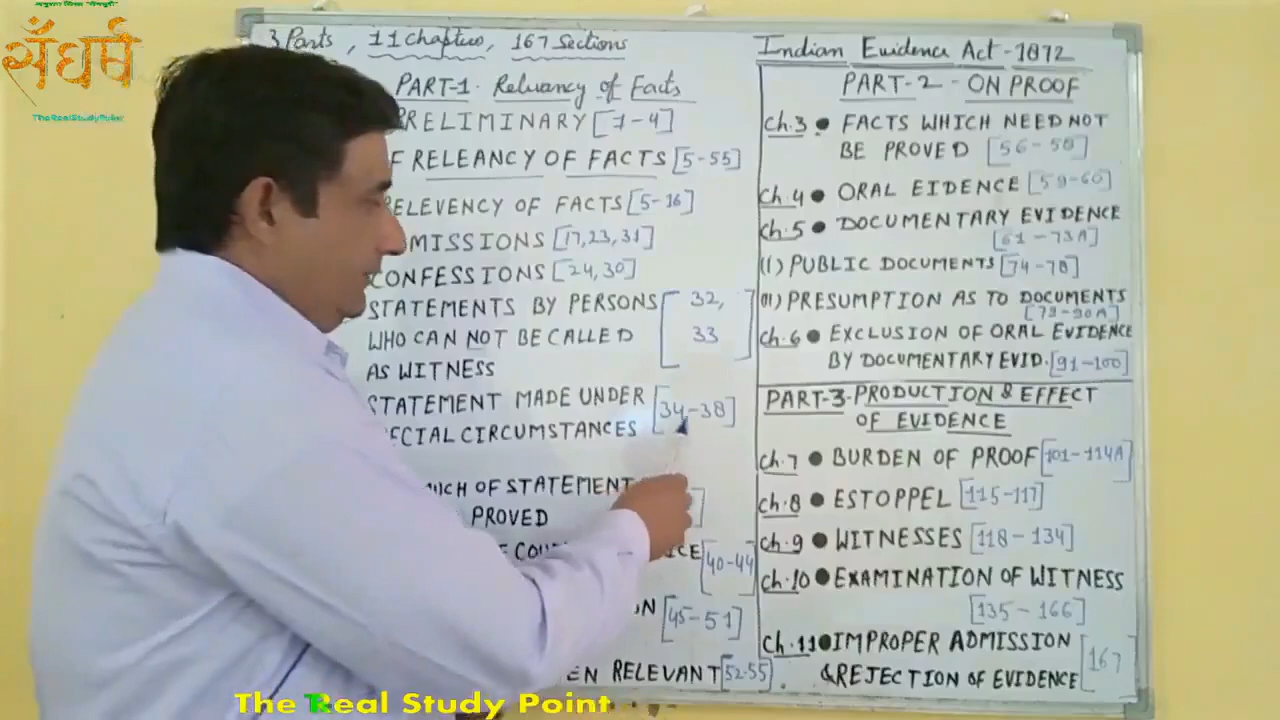 संघर्ष
The Real Study Point
3 Parts, 11 Chapters, 167 Sections
PART-1. Reluancy of Facts
RELIMINARY [1-4]
F RELEANCY OF FACTS [5-55]
RELEVENCY OF FACTS [5-16]
MISSIONS [17,23,31]
CONFESSIONS [24,30]
STATEMENTS BY PERSONS [32,
WHO CAN NOT BE CALLED 33]
AS WITNESS
STATEMENT MADE UNDER [34-38]
ECIAL CIRCUMSTANCES
UCH OF STATEMENT
PROVED
[40-44]
ON [45-51]
EN RELEVANT [52-55]
Indian Euidence Act-1872
PART-2 - ON PROOF
Ch.3 • FACTS WHICH NEED NOT
BE PROVED [56-58]
Ch.4 • ORAL EIDENCE [59-60]
Ch.5 • DOCUMENTARY EVIDENCE
[61-73A]
(I) PUBLIC DOCUMENTS [74-78]
(II) PRESUMPTION AS TO DOCUMENTS
[79-90A]
Ch.6 • EXCLUSION OF ORAL EVIDENCE
BY DOCUMENTARY EVID. [91-100]
PART-3-PRODUCTION & EFFECT
OF EVIDENCE
Ch.7 • BURDEN OF PROOF [101-114A]
Ch.8 • ESTOPPEL [115-117]
Ch.9 • WITNESSES [118-134]
Ch.10 • EXAMINATION OF WITNESS
[135-166]
Ch.11 • IMPROPER ADMISSION
& REJECTION OF EVIDENCE [167]
The Real Study Point